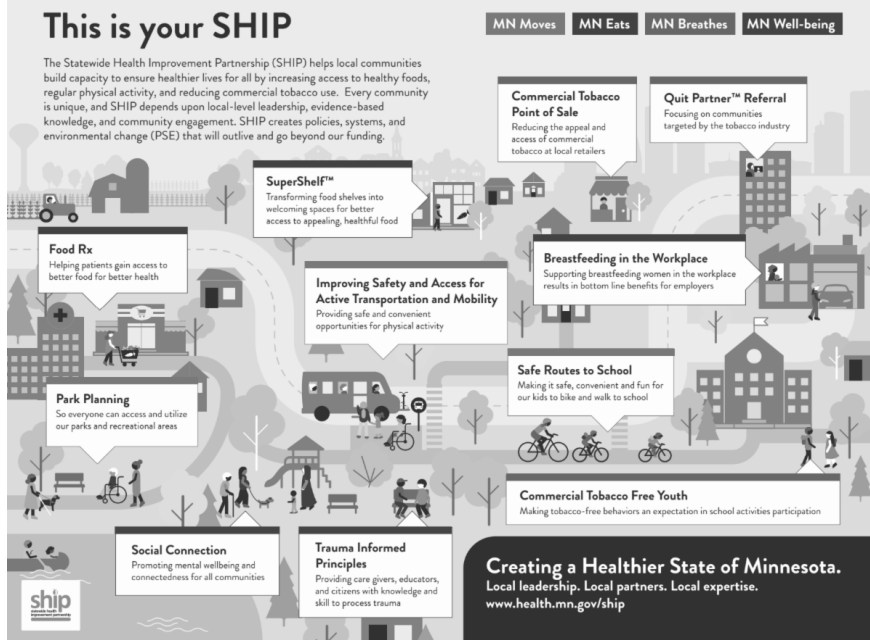 This is your SHIP
MN Moves
MN Eats
MN Breathes
MN Well-being
The Statewide Health Improvement Partnership (SHIP) helps local communities
build capacity to ensure healthier lives for all by increasing access to healthy foods,
regular physical activity, and reducing commercial tobacco use. Every community
is unique, and SHIP depends upon local-level leadership, evidence-based
knowledge, and community engagement. SHIP creates policies, systems, and
environmental change (PSE) that will outlive and go beyond our funding.
Commercial Tobacco
Point of Sale
Reducing the appeal and
access of commercial
tobacco at local retailers
Quit Partner™ Referral
Focusing on communities
targeted by the tobacco industry
SuperShelf™
Transforming food shelves into
welcoming spaces for better
access to appealing, healthful food
Food Rx
Helping patients gain access to
better food for better health
Improving Safety and Access for
Active Transportation and Mobility
Providing safe and convenient
opportunities for physical activity
Breastfeeding in the Workplace
Supporting breastfeeding women in the workplace
results in bottom line benefits for employers
Safe Routes to School
Making it safe, convenient and fun for
our kids to bike and walk to school
Park Planning
So everyone can access and utilize
our parks and recreational areas
Commercial Tobacco Free Youth
Making tobacco-free behaviors an expectation in school activities participation
Social Connection
Promoting mental wellbeing and
connectedness for all communities
Trauma Informed
Principles
Providing care givers, educators,
and citizens with knowledge and
skill to process trauma
Creating a Healthier State of Minnesota.
Local leadership. Local partners. Local expertise.
www.health.mn.gov/ship
ship
statewide health
improvement partnership